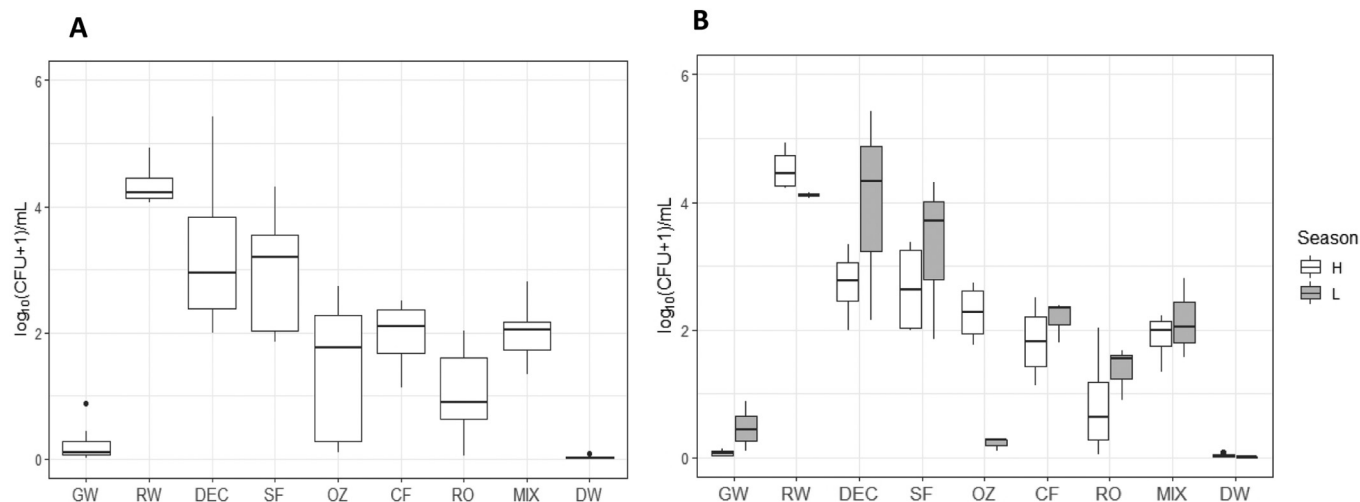 A
log₁₀(CFU+1)/mL
6
4
2
0
GW RW DEC SF OZ CF RO MIX DW
B
log₁₀(CFU+1)/mL
6
4
2
0
GW RW DEC SF OZ CF RO MIX DW
Season
H
L